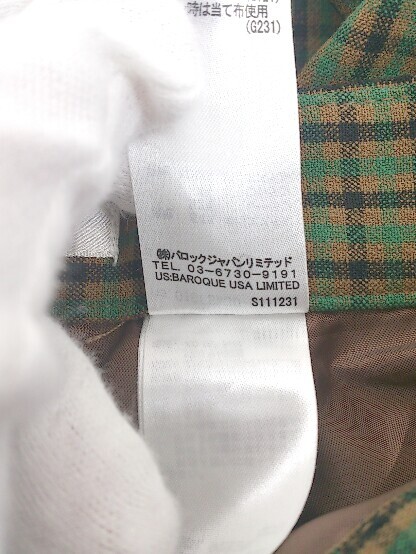 時は当て布使用
(G231)
㈱バロックジャパンリミテッド
TEL. 03-6730-9191
US:BAROQUE USA LIMITED
S111231